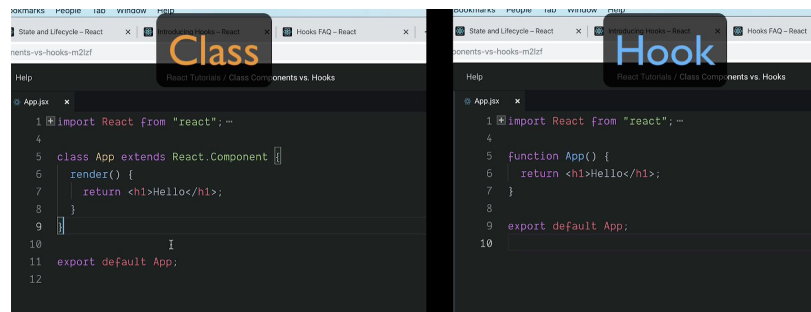 Bookmarks People Tab Window Help
State and Lifecycle – React × Introducing Hooks – React × Hooks FAQ – React ×
Class
nents-vs-hooks-m2lzf
Help React Tutorials / Class Components vs. Hooks
App.jsx ×
1 import React from "react"; ⋯
4
5 class App extends React.Component {
6 render() {
7 return <h1>Hello</h1>;
8 }
9 }
10
11 export default App;
12
Bookmarks People Tab Window Help
State and Lifecycle – React × Introducing Hooks – React × Hooks FAQ – React
Hook
ponents-vs-hooks-m2lzf
Help React Tutorials / Class Components vs. Hooks
App.jsx ×
1 import React from "react"; ⋯
4
5 function App() {
6 return <h1>Hello</h1>;
7 }
8
9 export default App;
10